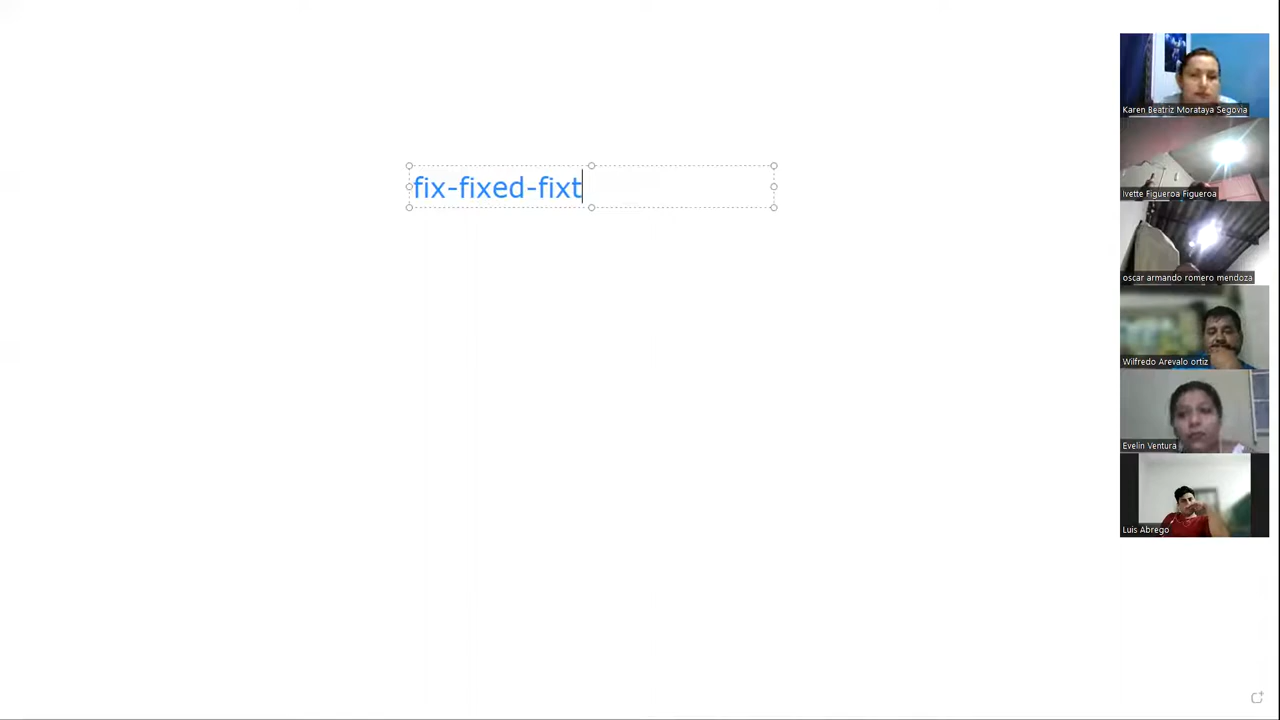 fix-fixed-fixt
Karen Beatriz Morataya Segovia
Ivette Figueroa Figueroa
oscar armando romero mendoza
Wilfredo Arevalo ortiz
Evelin Ventura
Luis Abrego